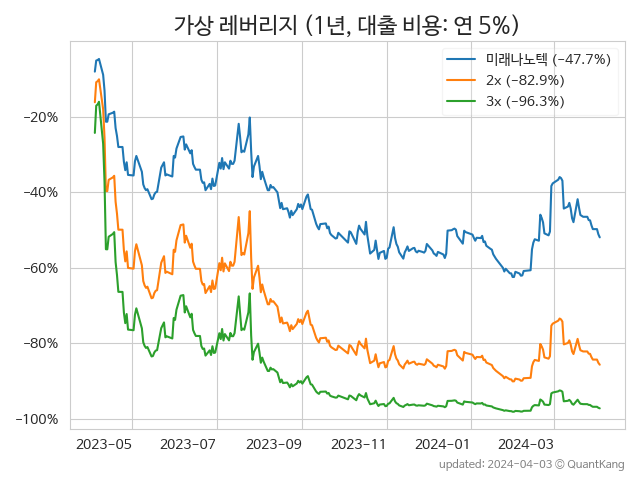 가상 레버리지 (1년, 대출 비용: 연 5%)
미래나노텍 (−47.7%)
2x (−82.9%)
3x (−96.3%)
−20%
−40%
−60%
−80%
−100%
2023−05 2023−07 2023−09 2023−11 2024−01 2024−03
updated: 2024-04-03 © QuantKang